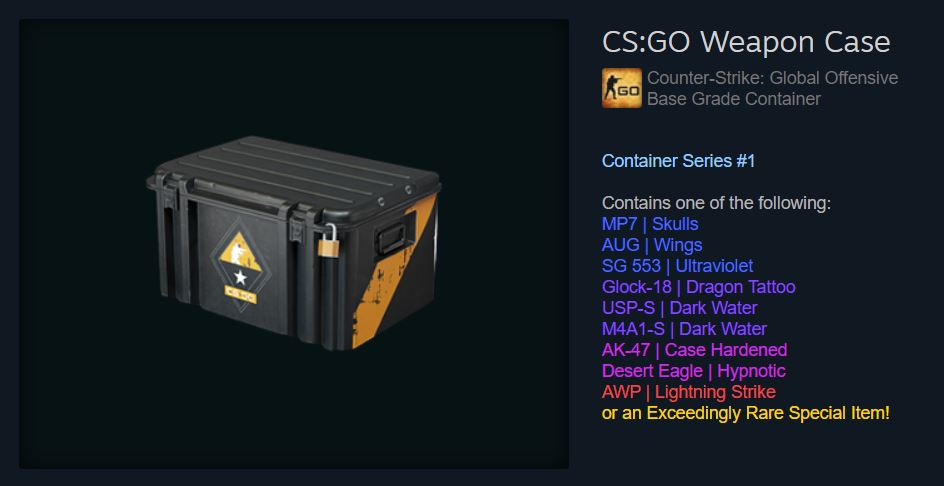 CS:GO Weapon Case
GO
Counter-Strike: Global Offensive
Base Grade Container
Container Series #1
Contains one of the following:
MP7 | Skulls
AUG | Wings
SG 553 | Ultraviolet
Glock-18 | Dragon Tattoo
USP-S | Dark Water
M4A1-S | Dark Water
AK-47 | Case Hardened
Desert Eagle | Hypnotic
AWP | Lightning Strike
or an Exceedingly Rare Special Item!
CS:GO